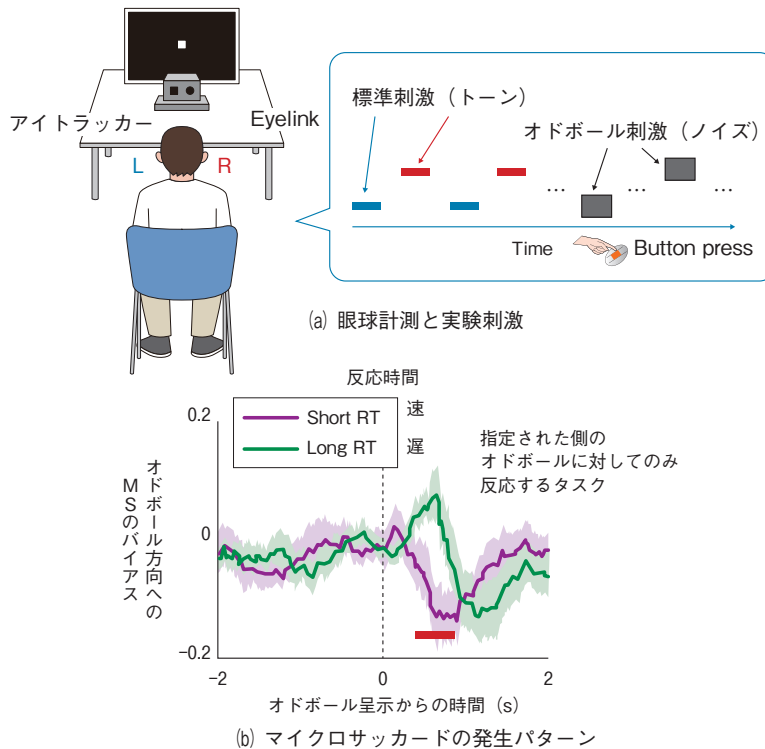 アイトラッカー
Eyelink
L
R
標準刺激（トーン）
オドボール刺激（ノイズ）
…
…
…
Time
Button press
(a) 眼球計測と実験刺激
反応時間
Short RT
速
Long RT
遅
指定された側の
オドボールに対してのみ
反応するタスク
オドボール方向への
MSのバイアス
0.2
0
−0.2
−2
0
2
オドボール呈示からの時間（s）
(b) マイクロサッカードの発生パターン